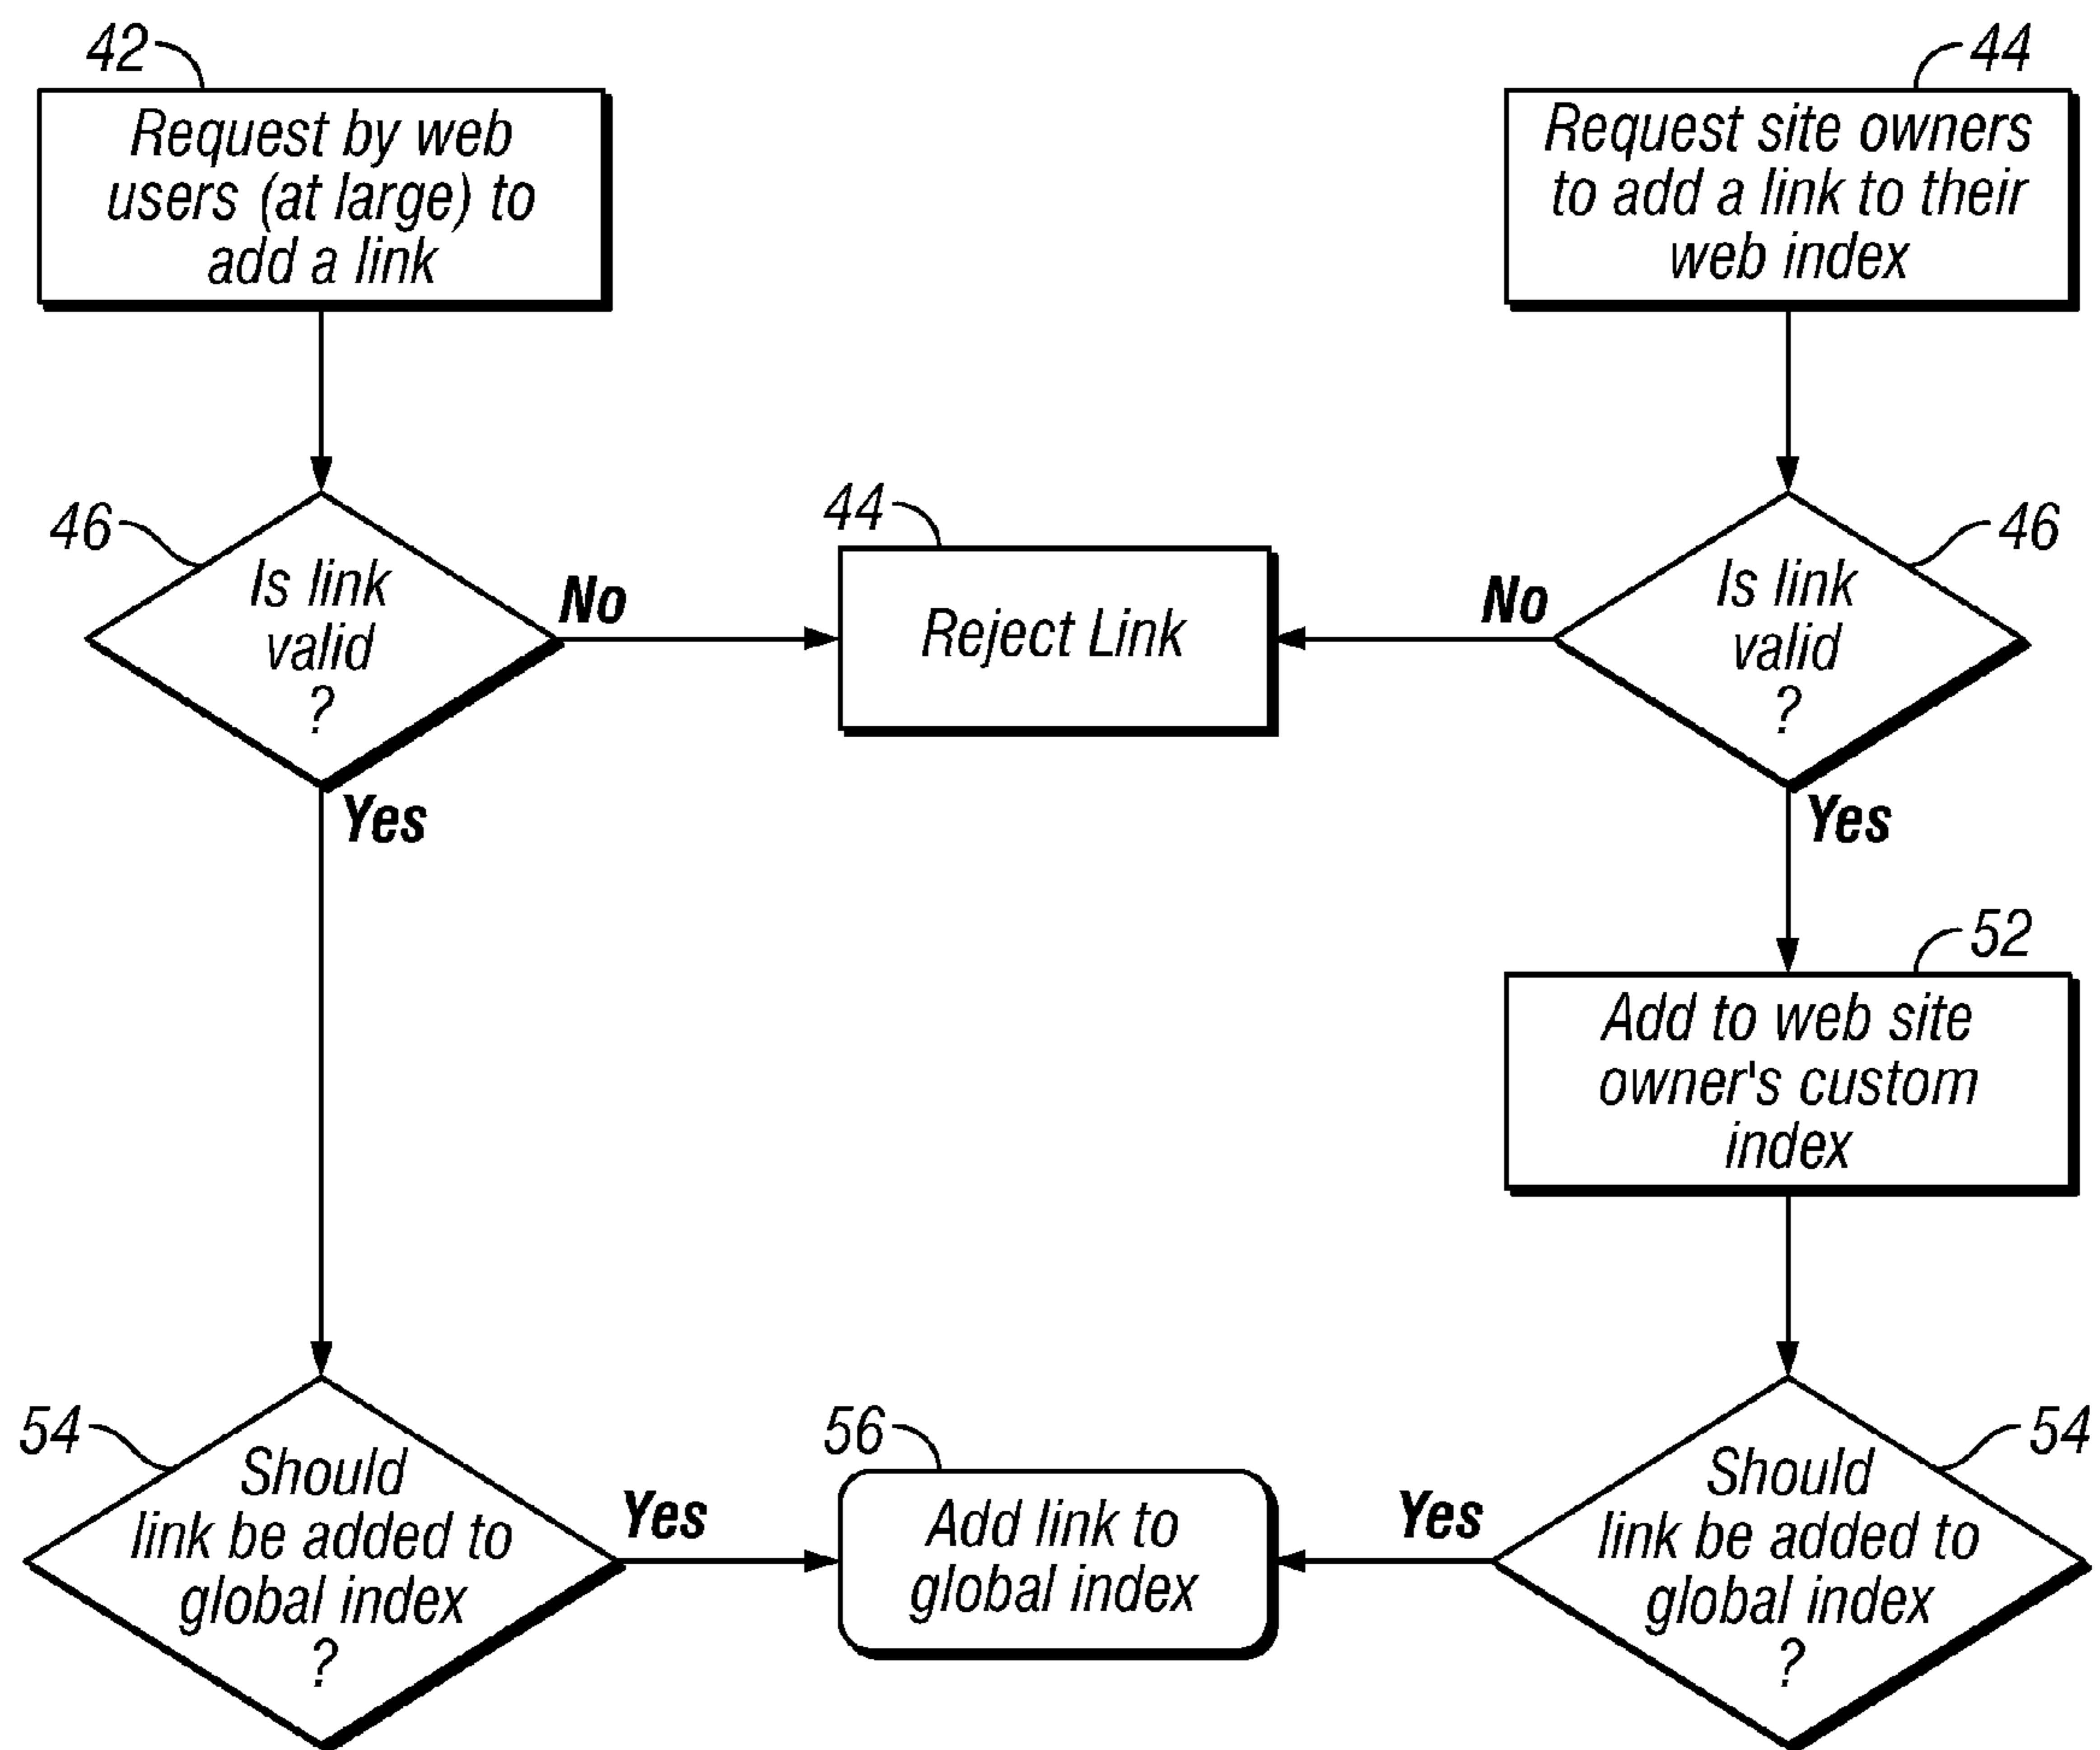 42
Request by web
users (at large) to
add a link
44
Request site owners
to add a link to their
web index
46
Is link
valid
?
No
Yes
44
Reject Link
46
Is link
valid
?
No
Yes
52
Add to web site
owner's custom
index
54
Should
link be added to
global index
?
Yes
56
Add link to
global index
54
Should
link be added to
global index
?
Yes